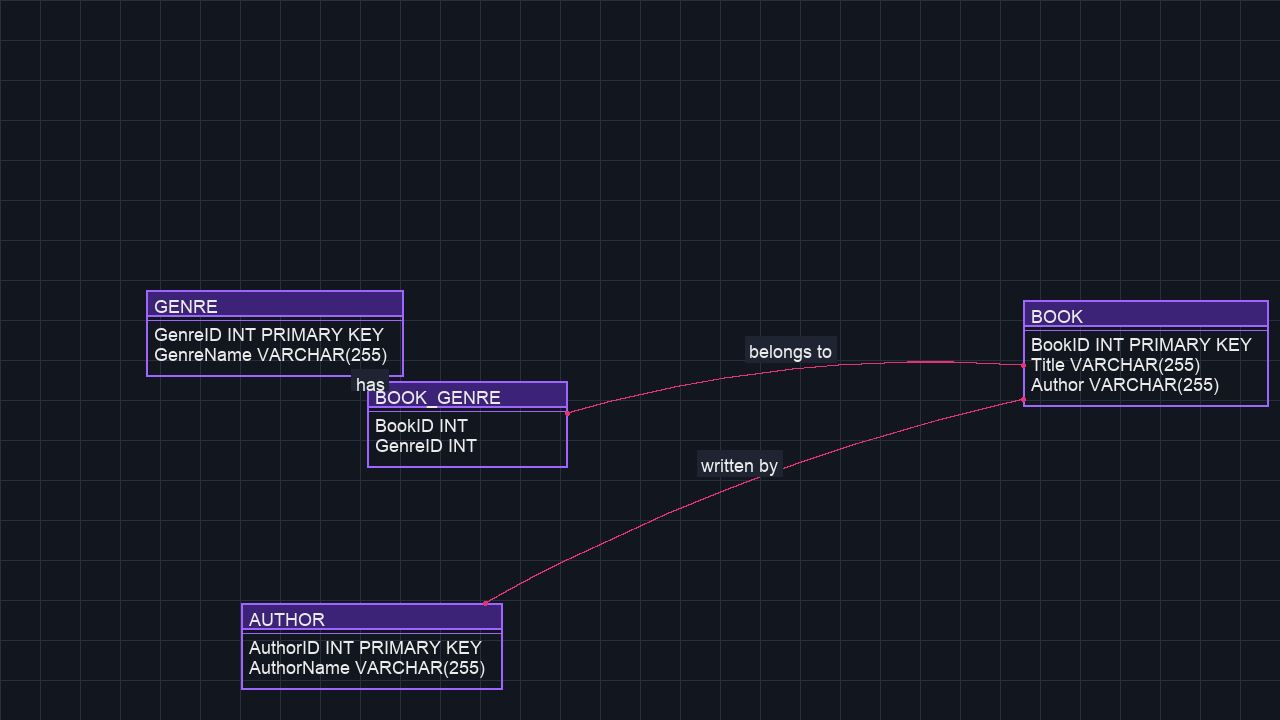 GENRE
GenreID INT PRIMARY KEY
GenreName VARCHAR(255)
has
BOOK_GENRE
BookID INT
GenreID INT
belongs to
BOOK
BookID INT PRIMARY KEY
Title VARCHAR(255)
Author VARCHAR(255)
written by
AUTHOR
AuthorID INT PRIMARY KEY
AuthorName VARCHAR(255)